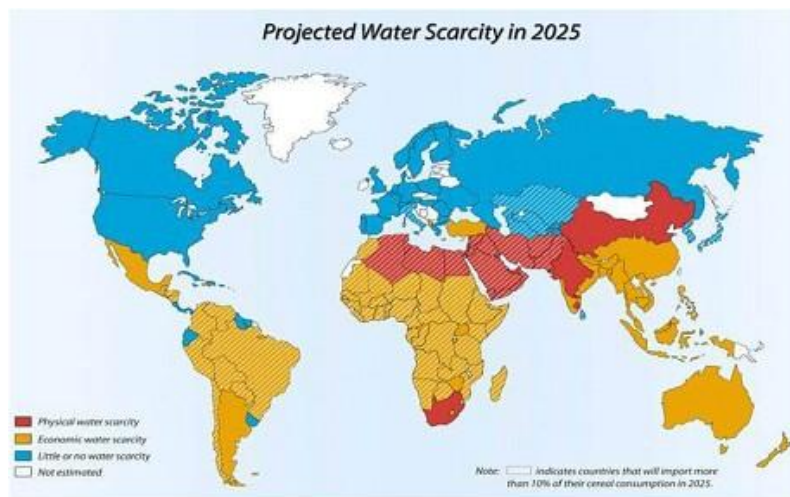 Projected Water Scarcity in 2025
Physical water scarcity
Economic water scarcity
Little or no water scarcity
Not estimated
Note: indicates countries that will import more
than 10% of their cereal consumption in 2025.